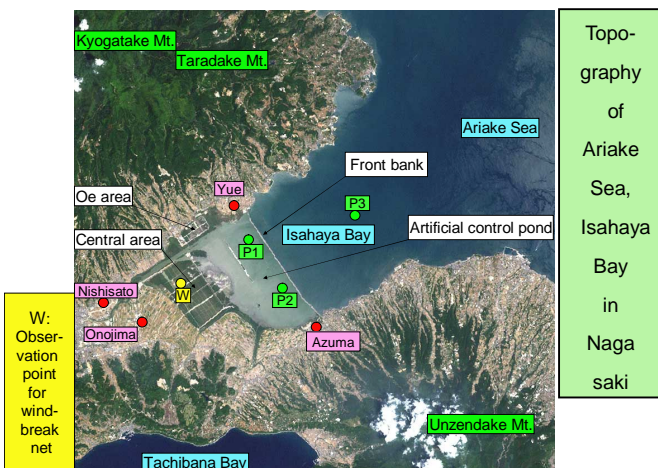 Kyogatake Mt.
Taradake Mt.
Ariake Sea
Front bank
Yue
Oe area
P3
Isahaya Bay
Artificial control pond
P1
Central area
W
P2
Nishisato
Onojima
Azuma
Unzendake Mt.
Tachibana Bay
W:
Obser-
vation
point
for
wind-
break
net
Topo-
graphy
of
Ariake
Sea,
Isahaya
Bay
in
Naga
saki